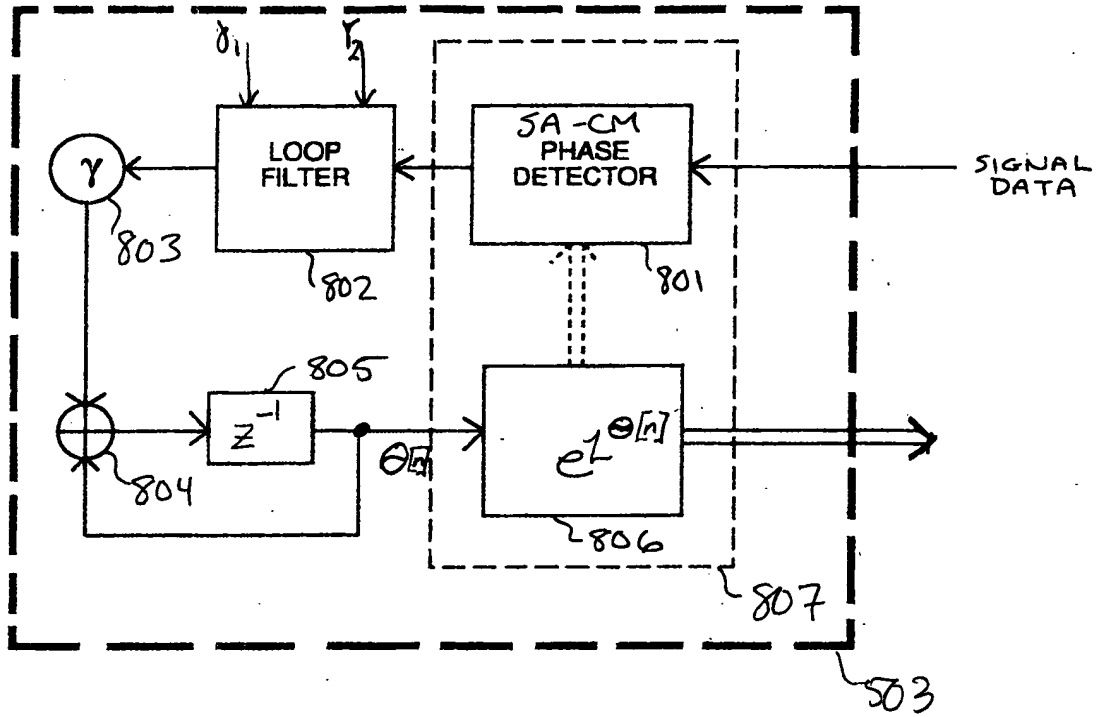 γ₁ γ₂
SA-CM
PHASE
DETECTOR
LOOP
FILTER
γ
SIGNAL
DATA
803
802
801
805
z⁻¹
Θ[n]
e^{jΘ[n]}
804
806
807
503